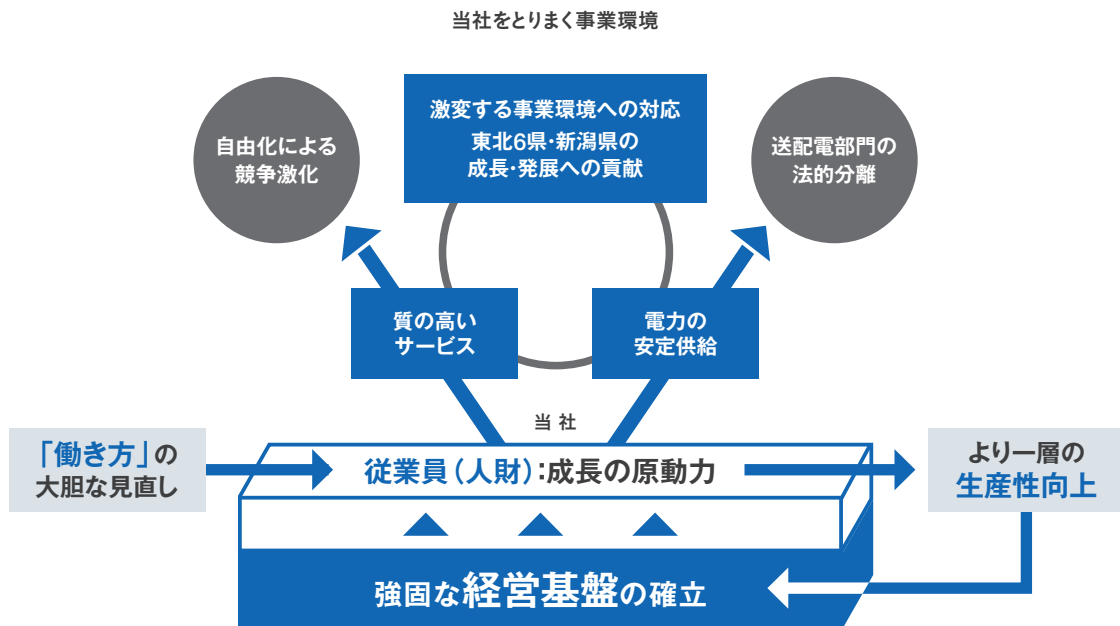 当社をとりまく事業環境
自由化による
競争激化
激変する事業環境への対応
東北6県・新潟県の
成長・発展への貢献
送配電部門の
法的分離
質の高い
サービス
電力の
安定供給
当社
「働き方」の
大胆な見直し
従業員（人財）：成長の原動力
より一層の
生産性向上
強固な経営基盤の確立